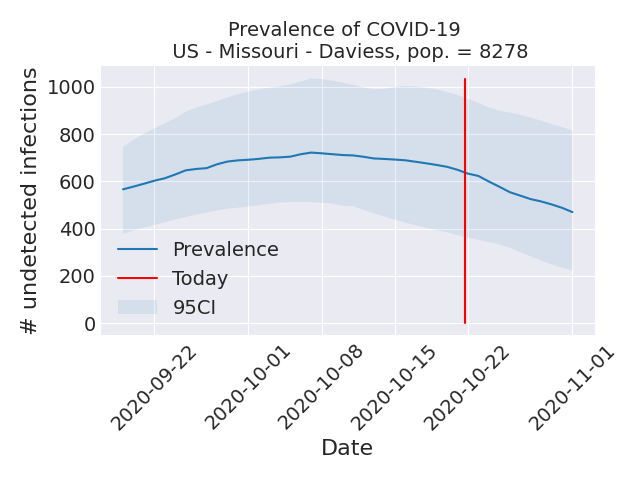 Prevalence of COVID-19
US - Missouri - Daviess, pop. = 8278
# undetected infections
1000
800
600
400
200
0
Prevalence
Today
95CI
2020-09-22
2020-10-01
2020-10-08
2020-10-15
2020-10-22
2020-11-01
Date